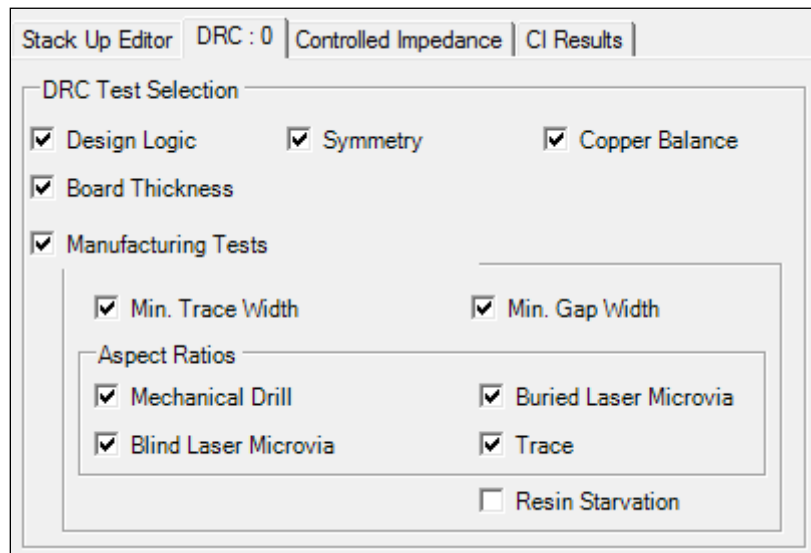 Stack Up Editor DRC : 0 Controlled Impedance CI Results
DRC Test Selection
Design Logic Symmetry Copper Balance
Board Thickness
Manufacturing Tests
Min. Trace Width Min. Gap Width
Aspect Ratios
Mechanical Drill Buried Laser Microvia
Blind Laser Microvia Trace
Resin Starvation